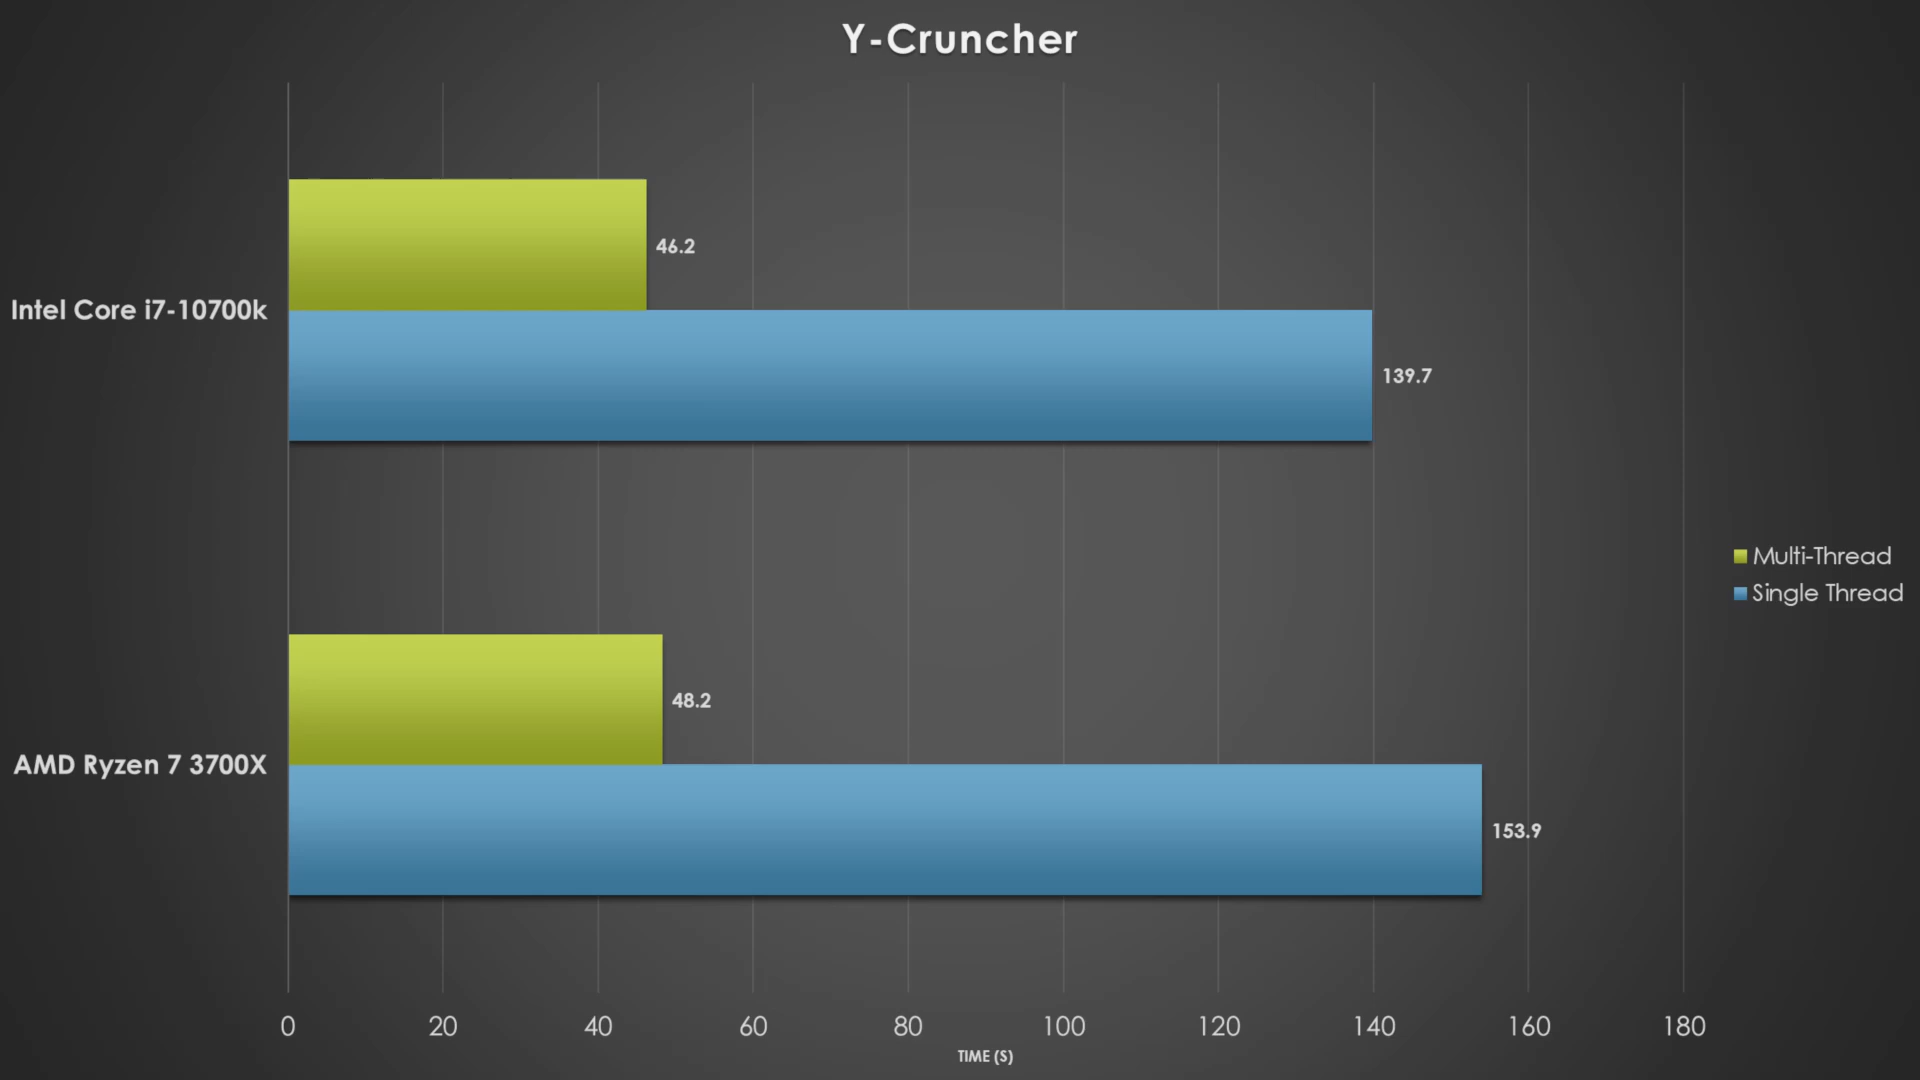 Y-Cruncher
46.2
Intel Core i7-10700k
139.7
Multi-Thread
Single Thread
48.2
AMD Ryzen 7 3700X
153.9
0 20 40 60 80 100 120 140 160 180
TIME (S)